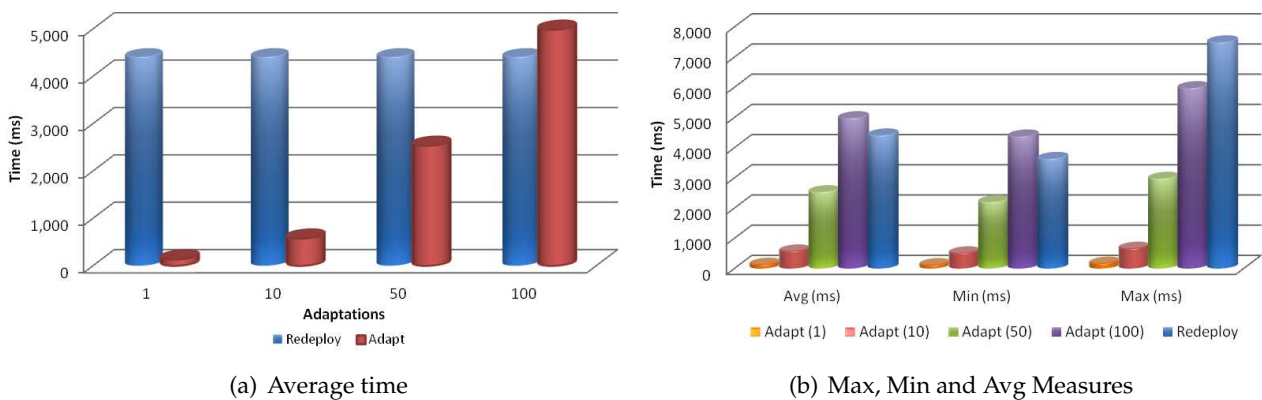 5,000
4,000
3,000
2,000
1,000
0
Time (ms)
1 10 50 100
Adaptations
Redeploy Adapt
(a) Average time
8,000
7,000
6,000
5,000
4,000
3,000
2,000
1,000
0
Time (ms)
Avg (ms) Min (ms) Max (ms)
Adapt (1) Adapt (10) Adapt (50) Adapt (100) Redeploy
(b) Max, Min and Avg Measures